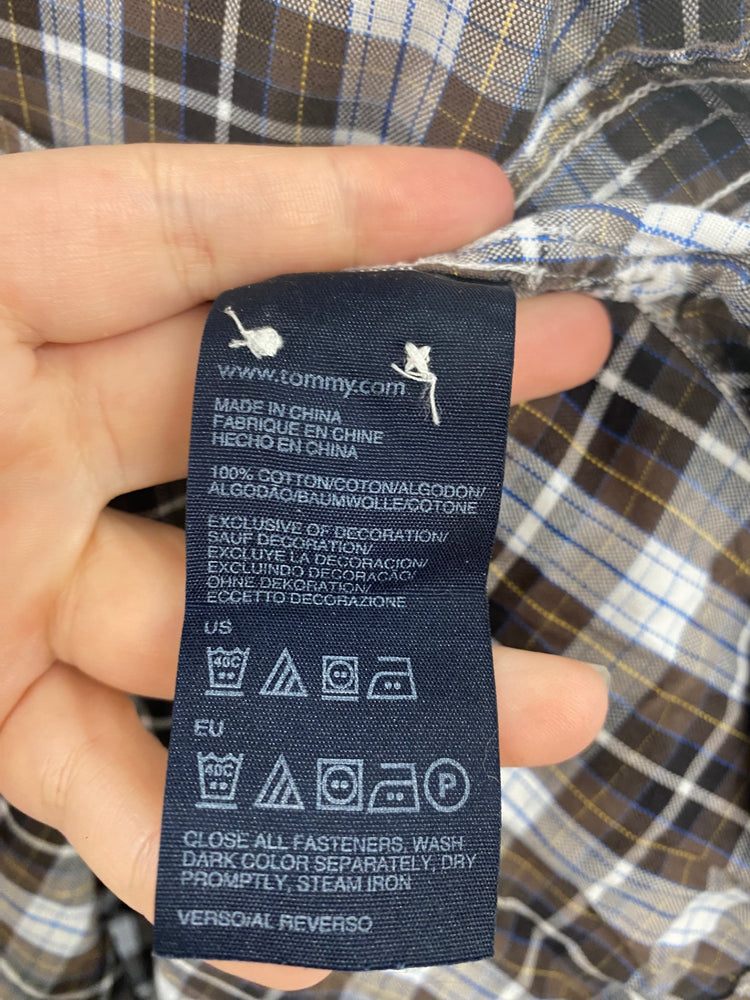 www.tommy.com
MADE IN CHINA
FABRIQUE EN CHINE
HECHO EN CHINA
100% COTTON/COTON/ALGODON/
ALGODÃO/BAUMWOLLE/COTONE
EXCLUSIVE OF DECORATION/
SAUF DECORATION/
EXCLUYE LA DECORACION/
EXCLUINDO DECORAÇAO/
OHNE DEKORATION/
ECCETTO DECORAZIONE
US
40C
EU
40C P
CLOSE ALL FASTENERS, WASH
DARK COLOR SEPARATELY, DRY
PROMPTLY, STEAM IRON
VERSO/AL REVERSO